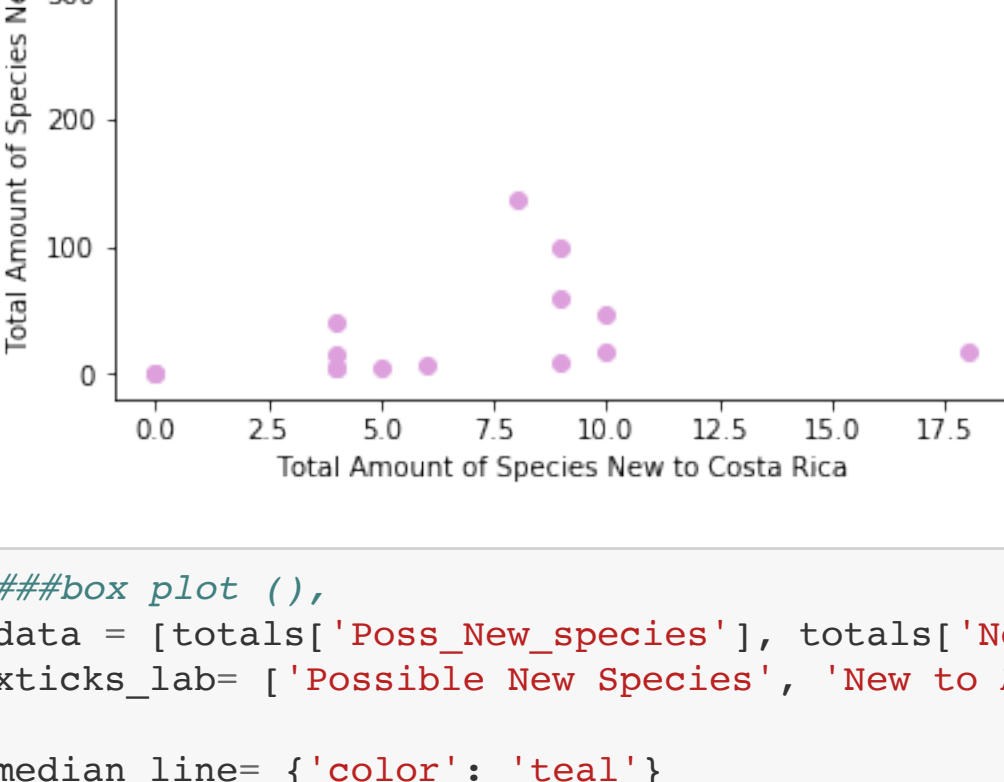 Total Amount of Species
200
100
0
0.0 2.5 5.0 7.5 10.0 12.5 15.0 17.5
Total Amount of Species New to Costa Rica
###box plot (),
data = [totals['Poss_New_species'], totals['N
xticks_lab= ['Possible New Species', 'New to
median_line= {'color': 'teal'}